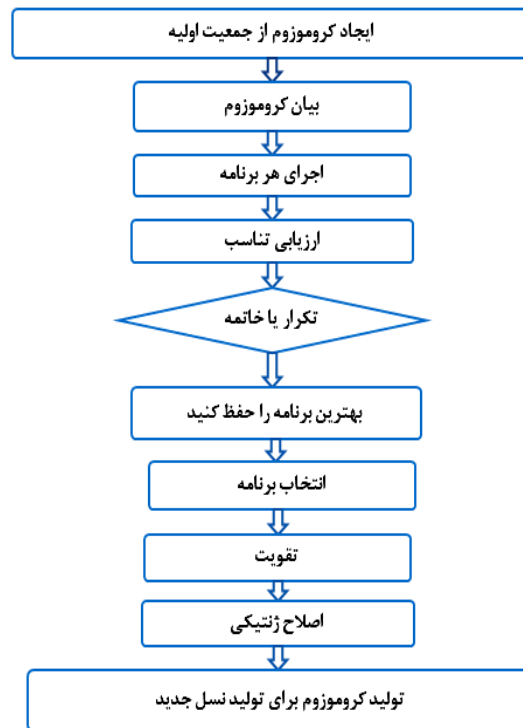 ایجاد کروموزوم از جمعیت اولیه
بیان کروموزوم
اجرای هر برنامه
ارزیابی تناسب
تکرار یا خاتمه
بهترین برنامه را حفظ کنید
انتخاب برنامه
تقویت
اصلاح ژنتیکی
تولید کروموزوم برای تولید نسل جدید